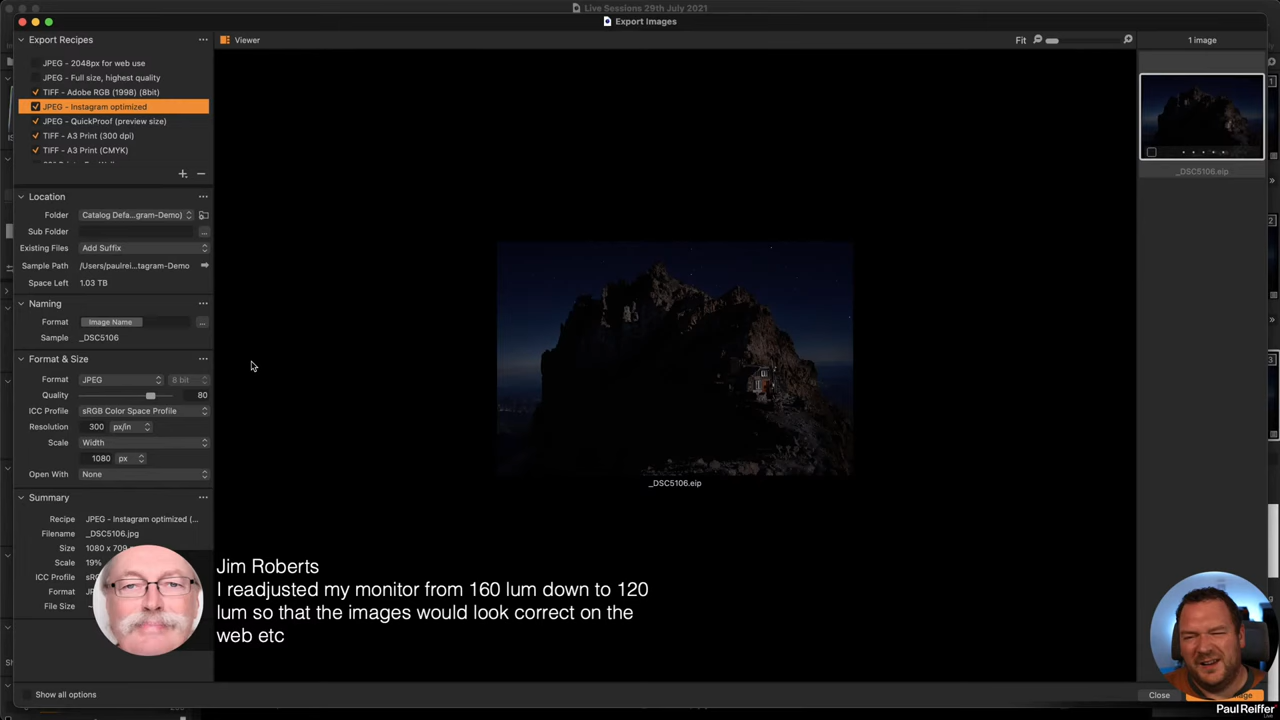 Live Sessions 29th July 2021
Export Images
Export Recipes
Viewer
Fit
1 image
JPEG - 2048px for web use
JPEG - Full size, highest quality
TIFF - Adobe RGB (1998) (8bit)
JPEG - Instagram optimized
JPEG - QuickProof (preview size)
TIFF - A3 Print (300 dpi)
TIFF - A3 Print (CMYK)
_DSC5106.eip
Location
Folder Catalog Defa...gram-Demo)
Sub Folder
Existing Files Add Suffix
Sample Path /Users/paulrei...tagram-Demo
Space Left 1.03 TB
Naming
Format Image Name
Sample _DSC5106
Format & Size
Format JPEG 8 bit
Quality 80
ICC Profile sRGB Color Space Profile
Resolution 300 px/in
Scale Width
1080 px
Open With None
_DSC5106.eip
Summary
Recipe JPEG - Instagram optimized (...
Filename _DSC5106.jpg
Size 1080 x 709
Scale 19%
ICC Profile
Format
File Size
Jim Roberts
I readjusted my monitor from 160 lum down to 120
lum so that the images would look correct on the
web etc
Show all options
Close
Paul Reiffer
Live